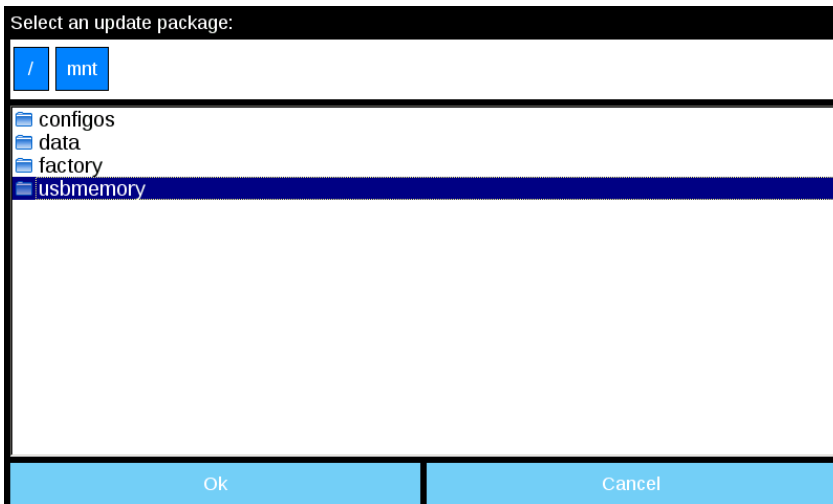 Select an update package:
/ mnt
configos
data
factory
usbmemory
Ok Cancel